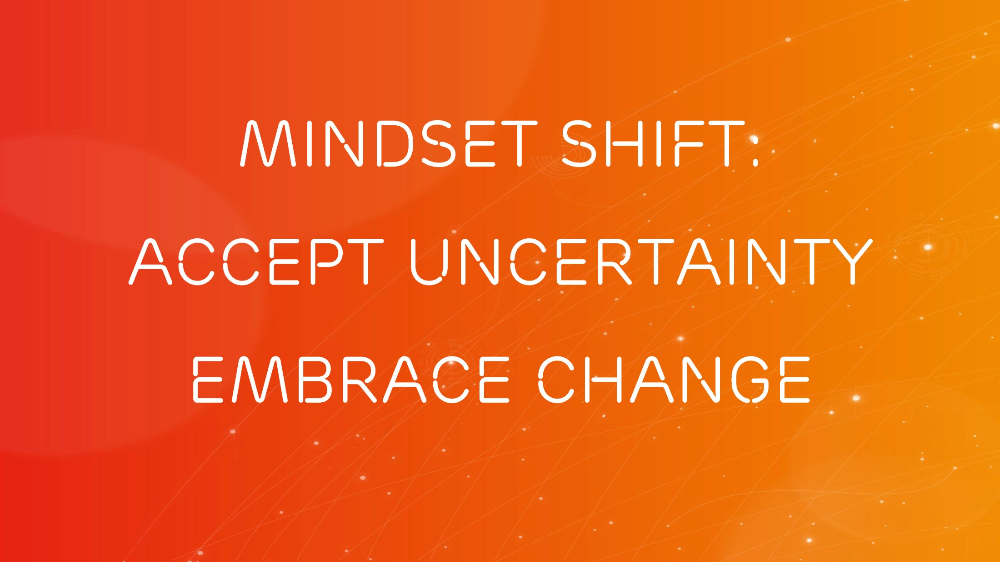 MINDSET SHIFT:
ACCEPT UNCERTAINTY
EMBRACE CHANGE